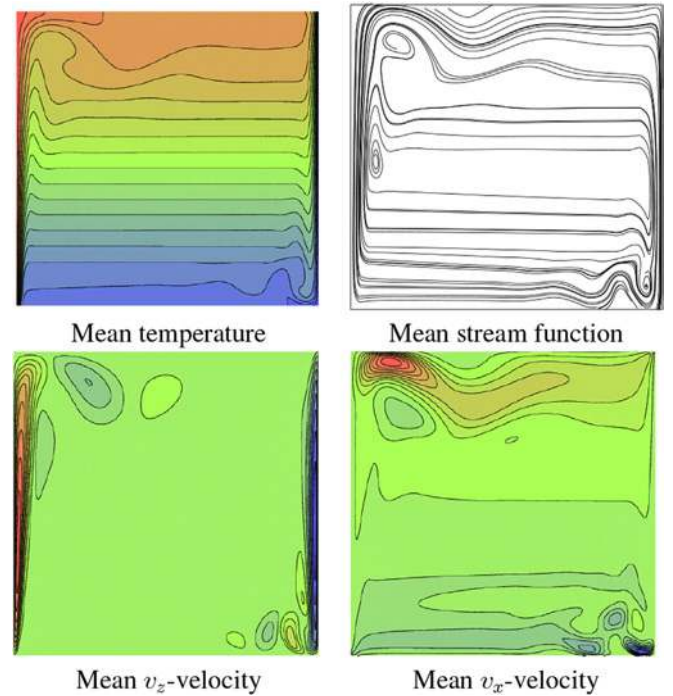 Mean temperature
Mean stream function
Mean v_z-velocity
Mean v_x-velocity